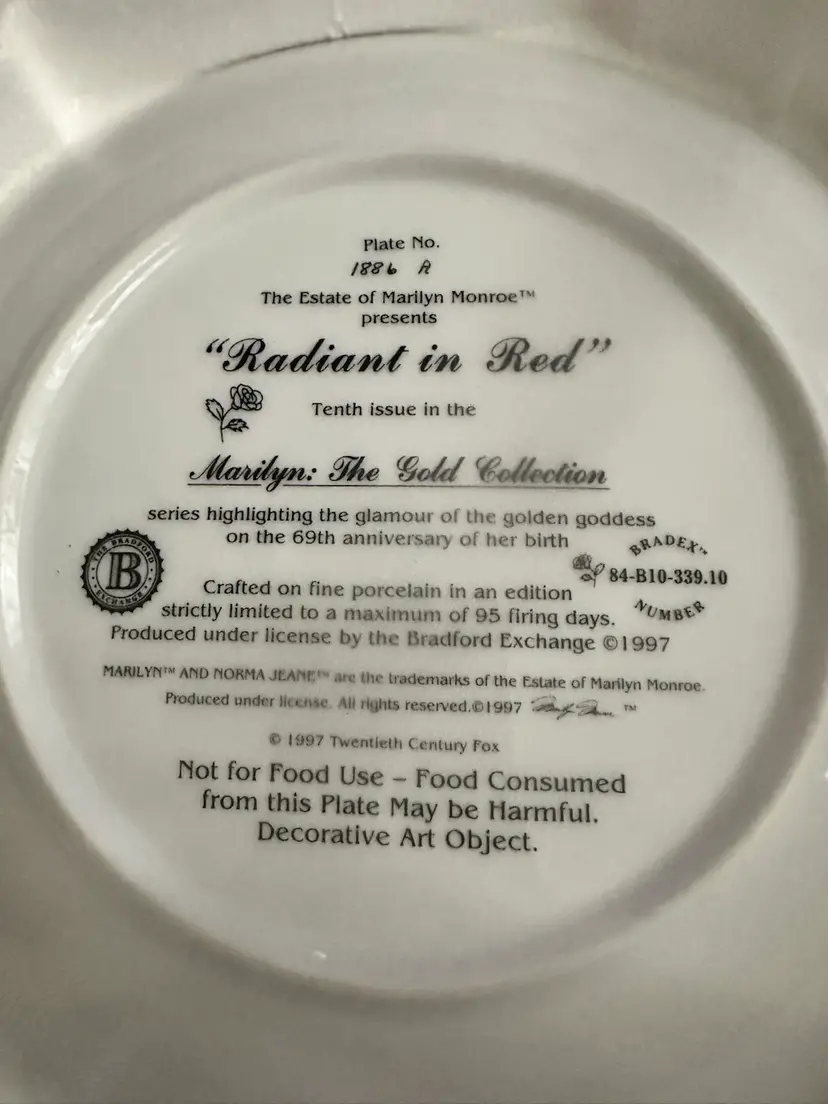 Plate No.
1886 A
The Estate of Marilyn Monroe™
presents
“Radiant in Red”
Tenth issue in the
Marilyn: The Gold Collection
series highlighting the glamour of the golden goddess
on the 69th anniversary of her birth
THE BRADFORD
B
EXCHANGE
BRADEX™
84-B10-339.10
NUMBER
Crafted on fine porcelain in an edition
strictly limited to a maximum of 95 firing days.
Produced under license by the Bradford Exchange ©1997
MARILYN™ AND NORMA JEANE™ are the trademarks of the Estate of Marilyn Monroe.
Produced under license. All rights reserved.©1997 ™
© 1997 Twentieth Century Fox
Not for Food Use – Food Consumed
from this Plate May be Harmful.
Decorative Art Object.